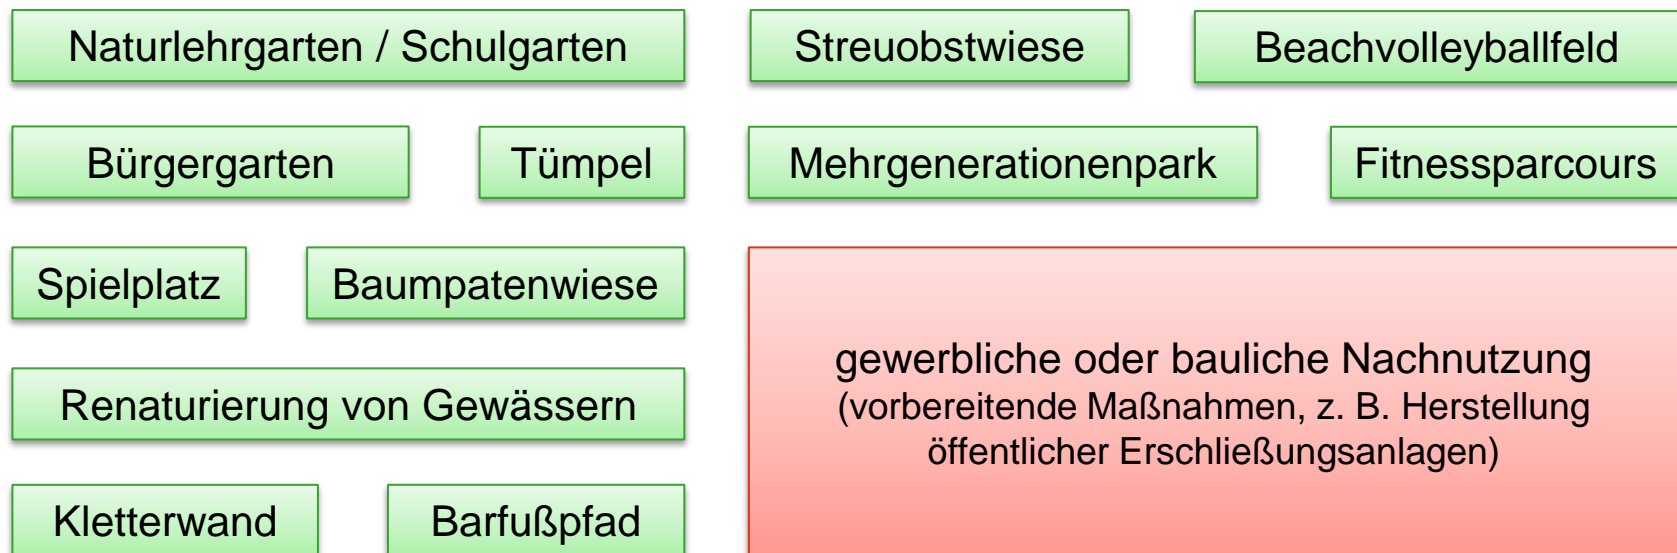 Naturlehrgarten / Schulgarten
Streuobstwiese
Beachvolleyballfeld
Bürgergarten
Tümpel
Mehrgenerationenpark
Fitnessparcours
Spielplatz
Baumpatenwiese
gewerbliche oder bauliche Nachnutzung
(vorbereitende Maßnahmen, z. B. Herstellung
öffentlicher Erschließungsanlagen)
Renaturierung von Gewässern
Kletterwand
Barfußpfad